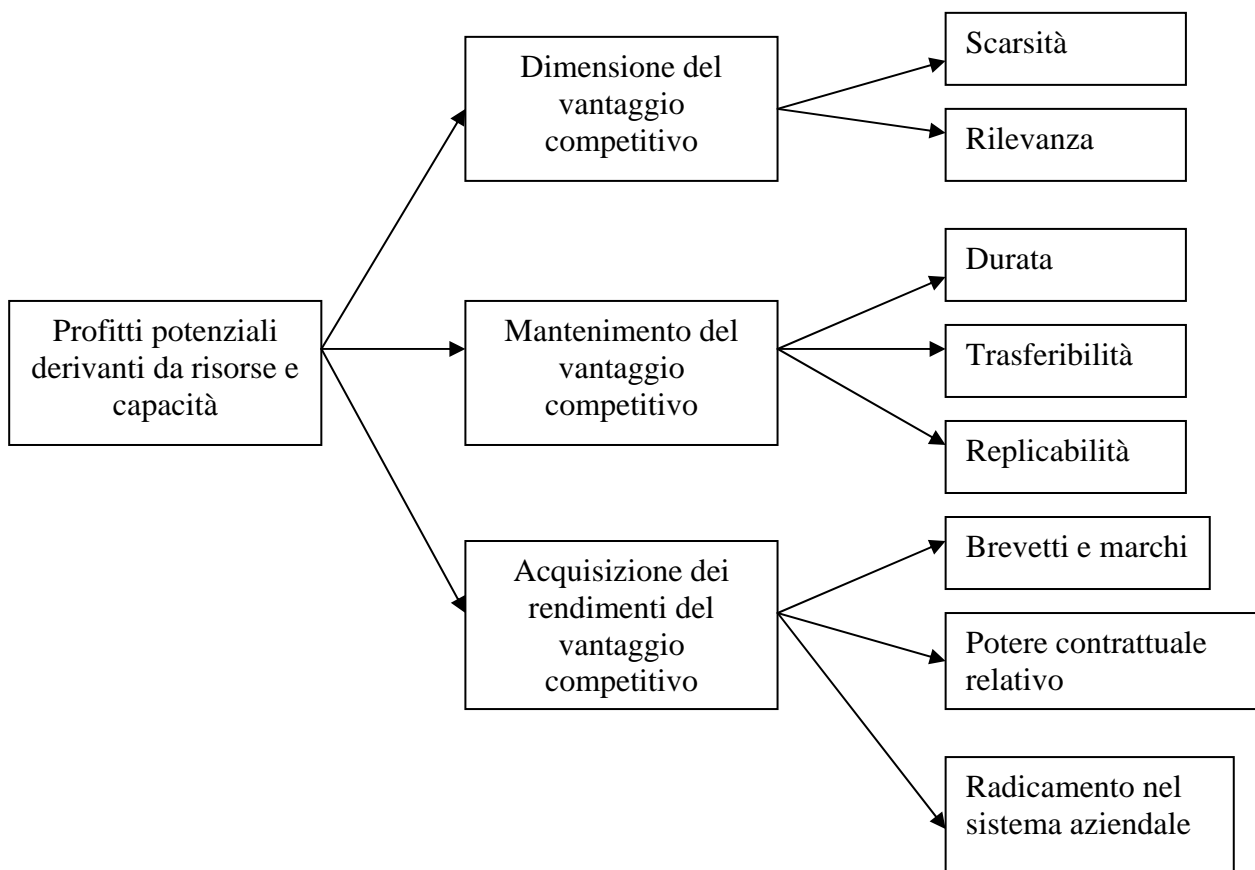 Profitti potenziali
derivanti da risorse e
capacità
Dimensione del
vantaggio
competitivo
Scarsità
Rilevanza
Mantenimento del
vantaggio
competitivo
Durata
Trasferibilità
Replicabilità
Acquisizione dei
rendimenti del
vantaggio
competitivo
Brevetti e marchi
Potere contrattuale
relativo
Radicamento nel
sistema aziendale